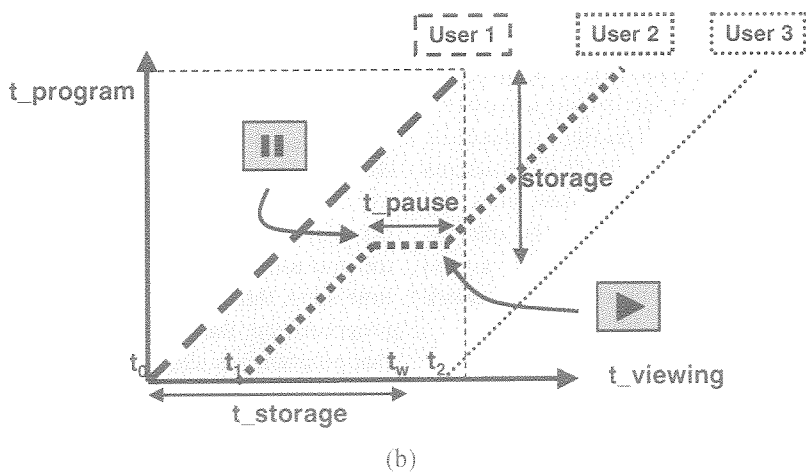 User 1 User 2 User 3
t_program
storage
t_pause
t0 t1 tw t2
t_viewing
t_storage
(b)